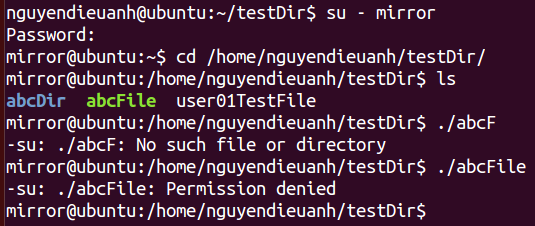 nguyendieuanh@ubuntu:~/testDir$ su - mirror
Password:
mirror@ubuntu:~$ cd /home/nguyendieuanh/testDir/
mirror@ubuntu:/home/nguyendieuanh/testDir$ ls
abcDir  abcFile  user01TestFile
mirror@ubuntu:/home/nguyendieuanh/testDir$ ./abcF
-su: ./abcF: No such file or directory
mirror@ubuntu:/home/nguyendieuanh/testDir$ ./abcFile
-su: ./abcFile: Permission denied
mirror@ubuntu:/home/nguyendieuanh/testDir$